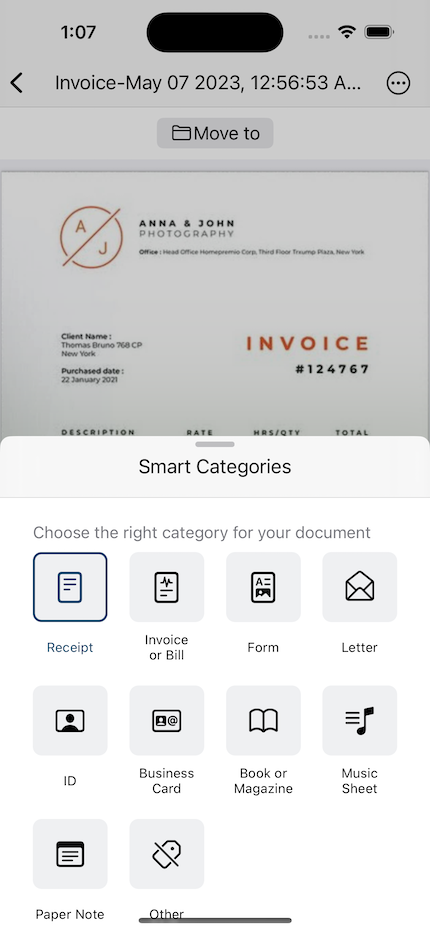 1:07
Invoice-May 07 2023, 12:56:53 A...
Move to
A
J
ANNA & JOHN
PHOTOGRAPHY
Office : Head Office Homepremio Corp, Third Floor Trxump Plaza, New York
Client Name :
Thomas Bruno 768 CP
New York
INVOICE
#124767
Purchased date :
22 January 2021
DESCRIPTION RATE HRS/QTY TOTAL
Smart Categories
Choose the right category for your document
Receipt
Invoice
or Bill
Form
Letter
ID
Business
Card
Book or
Magazine
Music
Sheet
Paper Note
Other